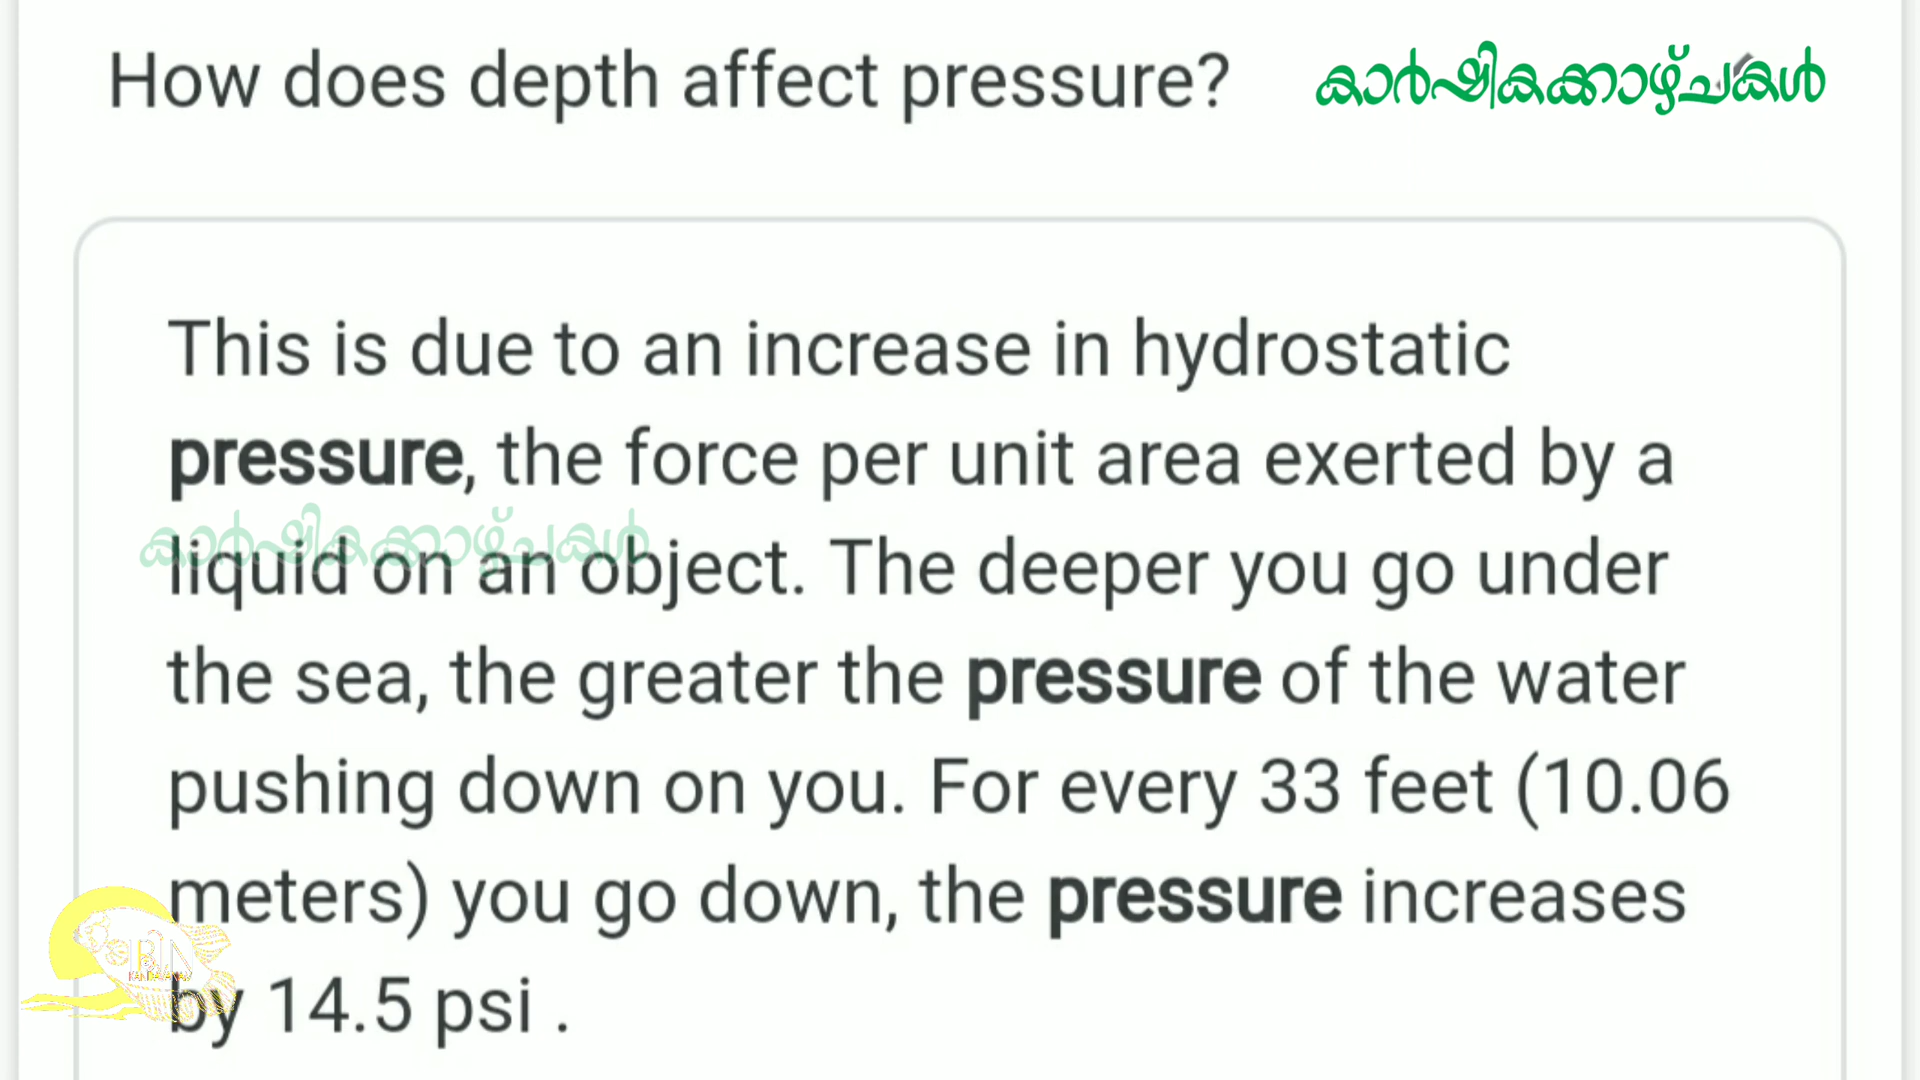 How does depth affect pressure?
കാർഷികക്കാഴ്ചകൾ
This is due to an increase in hydrostatic
pressure, the force per unit area exerted by a
കാർഷികക്കാഴ്ചകൾ
liquid on an object. The deeper you go under
the sea, the greater the pressure of the water
pushing down on you. For every 33 feet (10.06
meters) you go down, the pressure increases
by 14.5 psi .